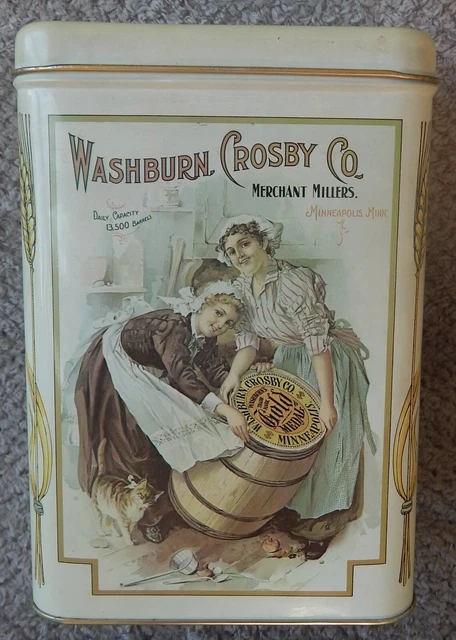 WASHBURN, CROSBY CO.
MERCHANT MILLERS.
MINNEAPOLIS, MINN.
DAILY CAPACITY
13,500 BARRELS
WASHBURN CROSBY CO.
Gold
MEDAL
MINNEAPOLIS